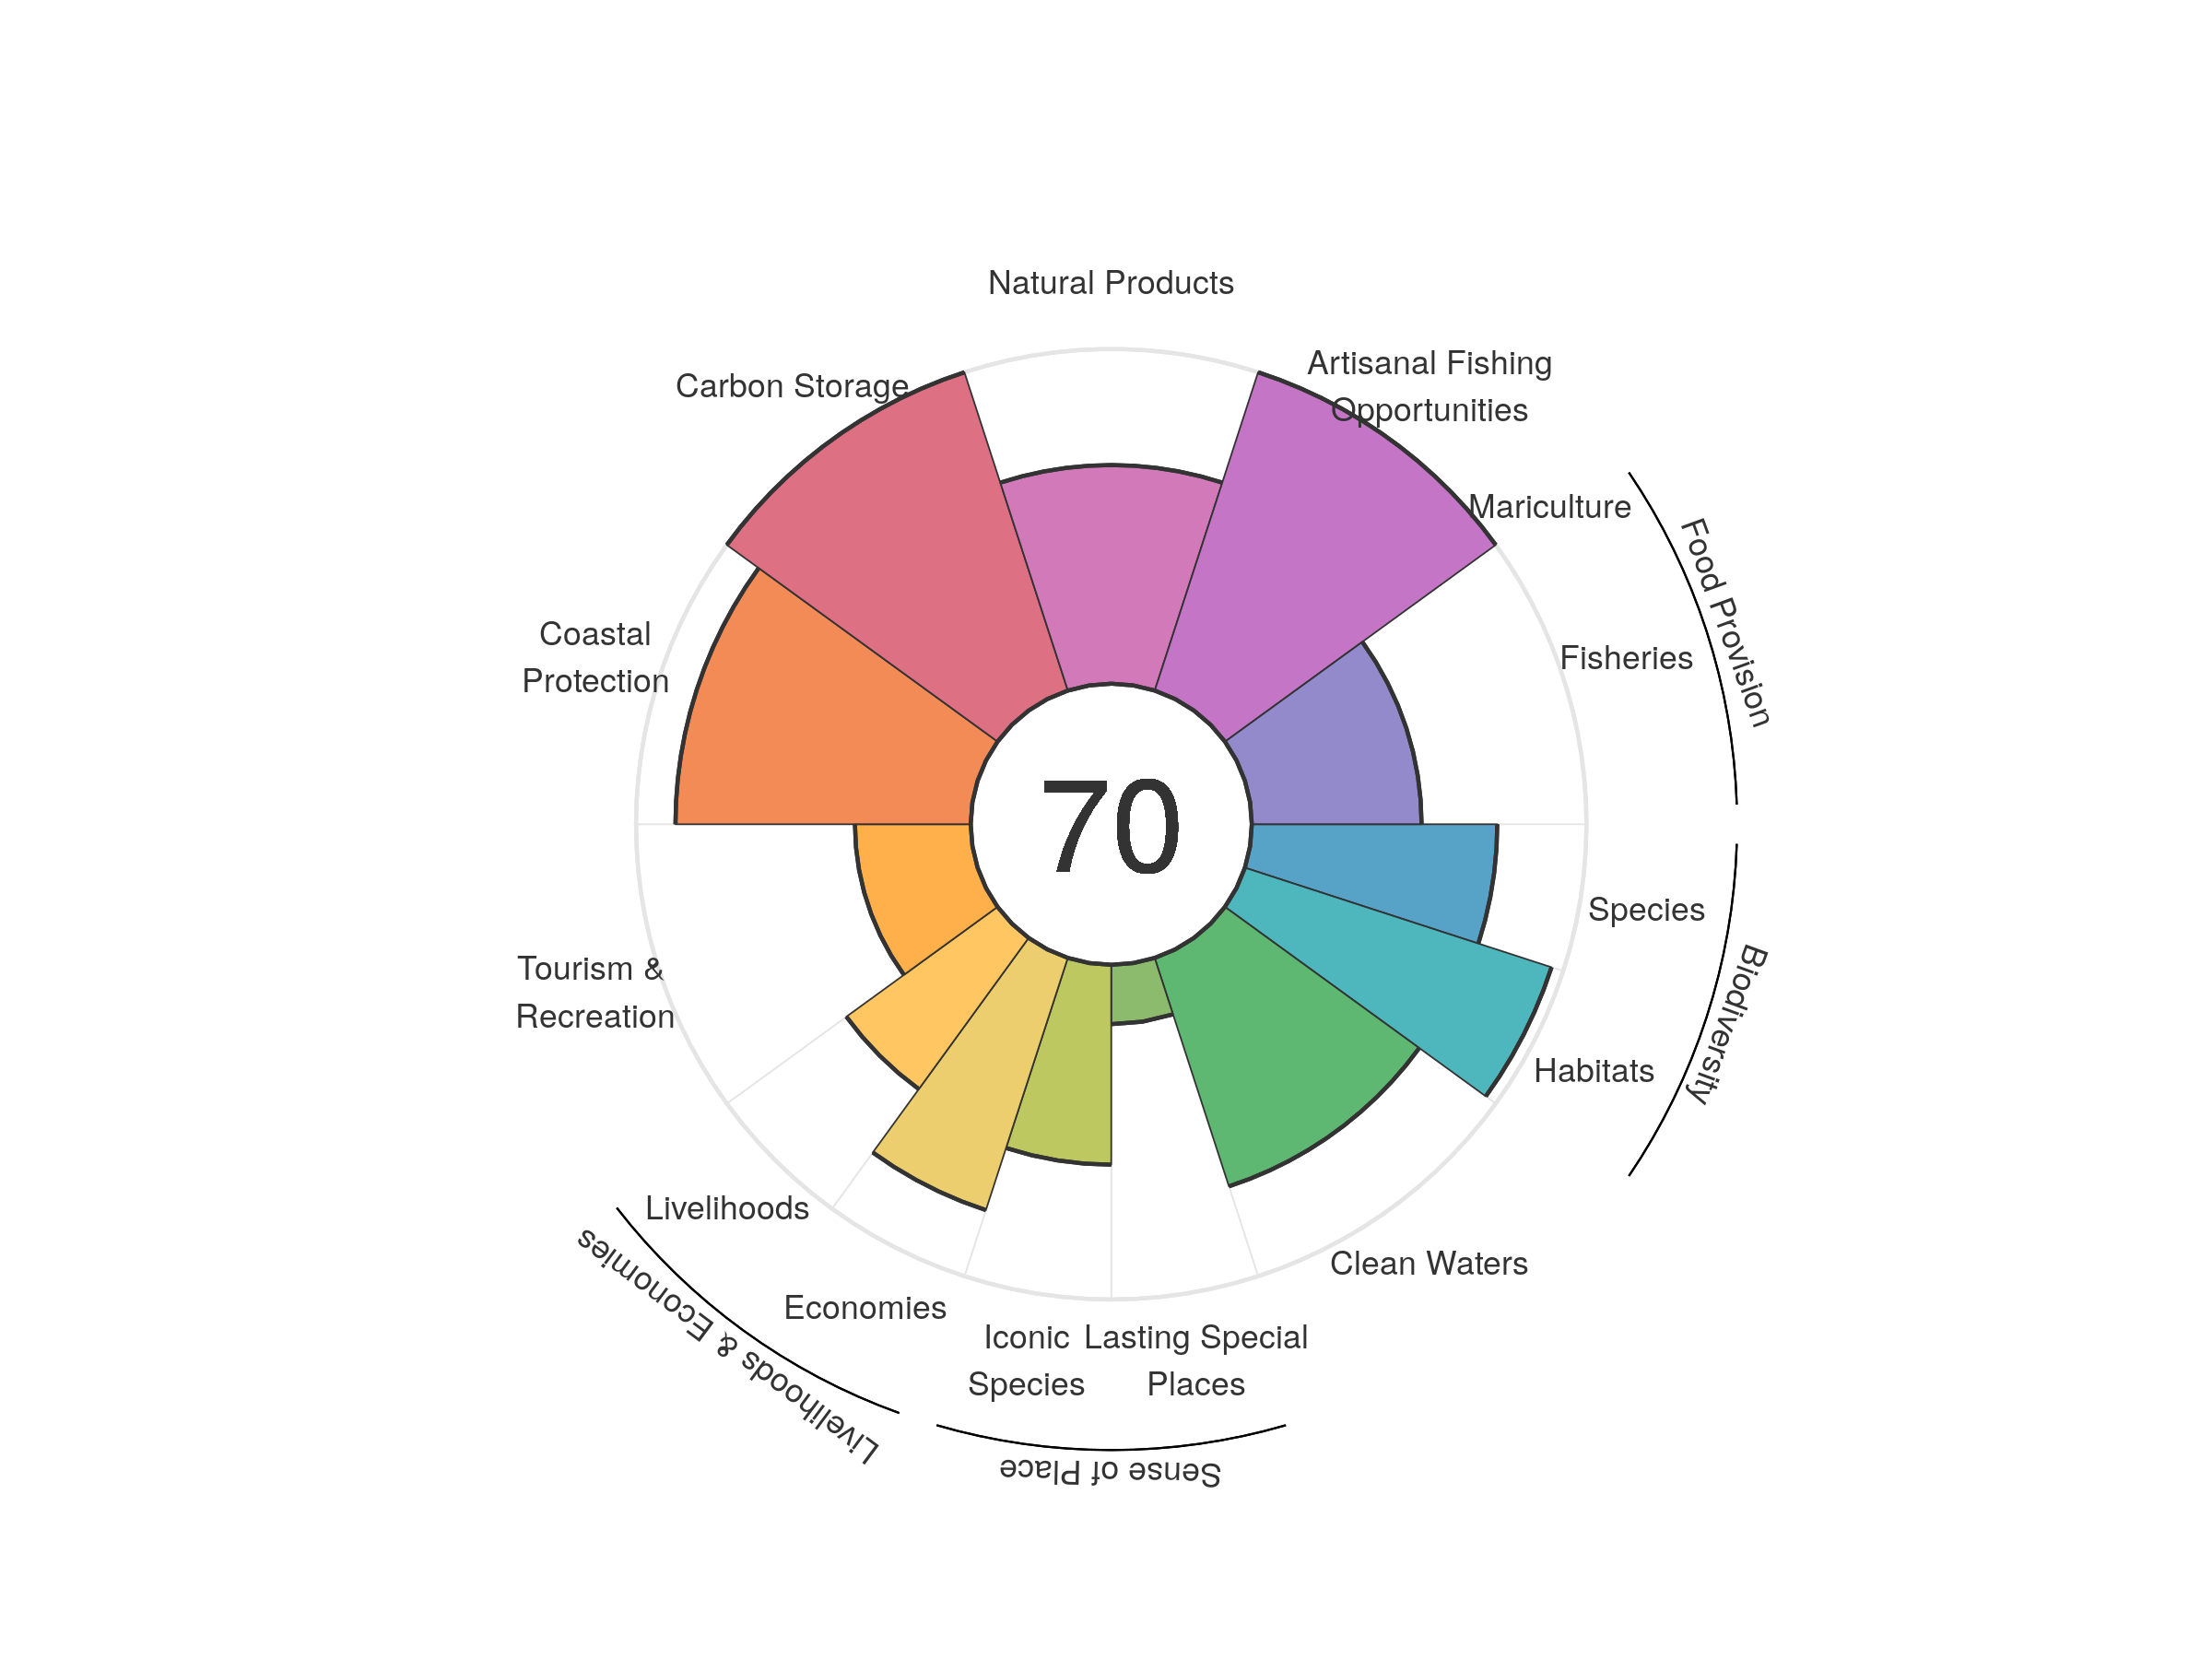 Natural Products
Artisanal Fishing
Opportunities
Carbon Storage
Mariculture
Food Provision
Fisheries
Coastal
Protection
70
Species
Biodiversity
Tourism &
Recreation
Habitats
Livelihoods
Clean Waters
Livelihoods & Economies
Economies
Iconic
Species
Lasting Special
Places
Sense of Place